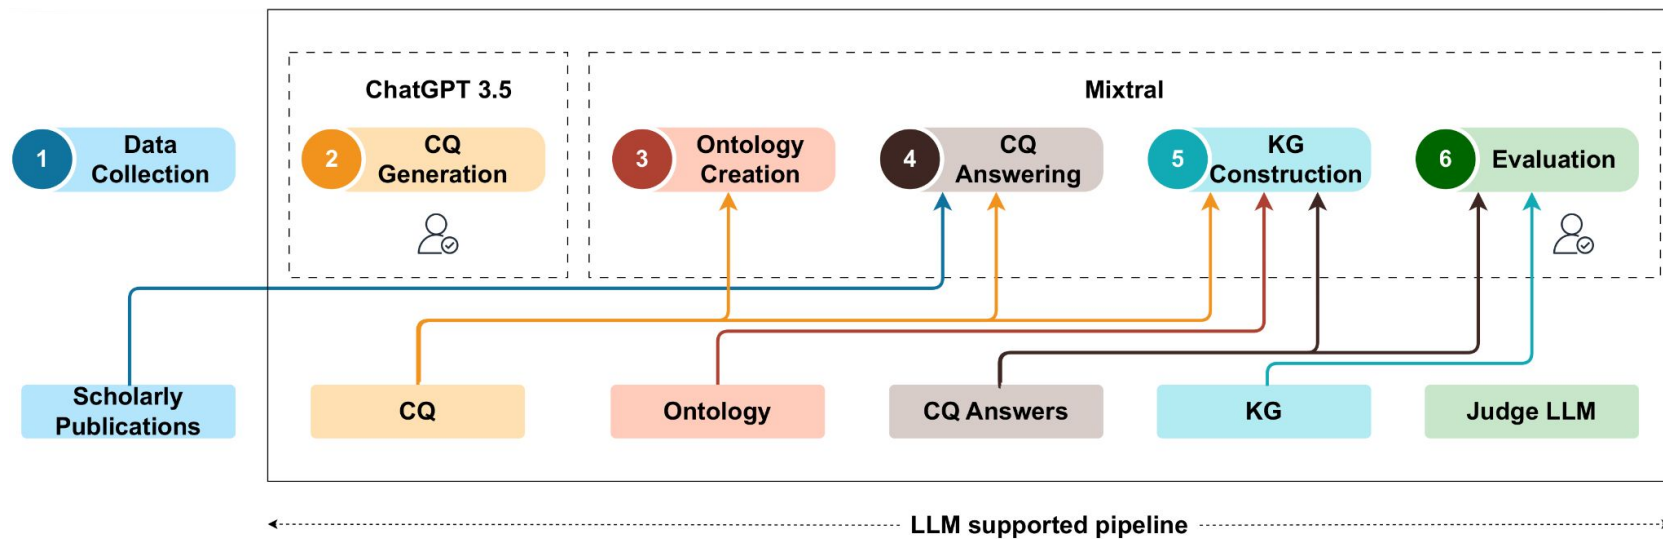 ChatGPT 3.5
Mixtral
1
Data
Collection
2
CQ
Generation
3
Ontology
Creation
4
CQ
Answering
5
KG
Construction
6
Evaluation
Scholarly
Publications
CQ
Ontology
CQ Answers
KG
Judge LLM
LLM supported pipeline